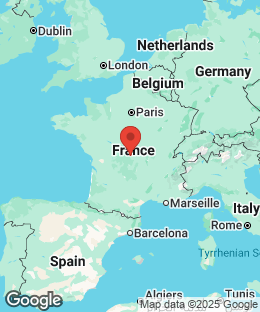 Dublin
Netherlands
London
Germany
Belgium
Paris
France
Marseille
Italy
Rome
Barcelona
Tyrrhenian S
Spain
Google
Map data ©2025 Google
Algiers
Tunis